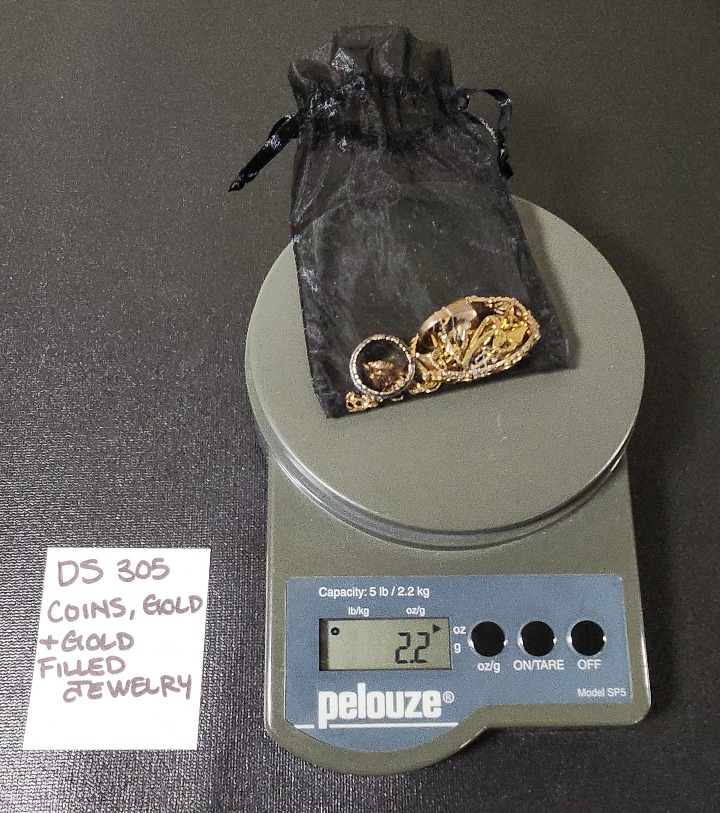 DS 305
COINS, GOLD
+ GOLD
FILLED
JEWELRY
Capacity: 5 lb / 2.2 kg
lb/kg oz/g
2.2
oz
g
oz/g ON/TARE OFF
pelouze®
Model SP5